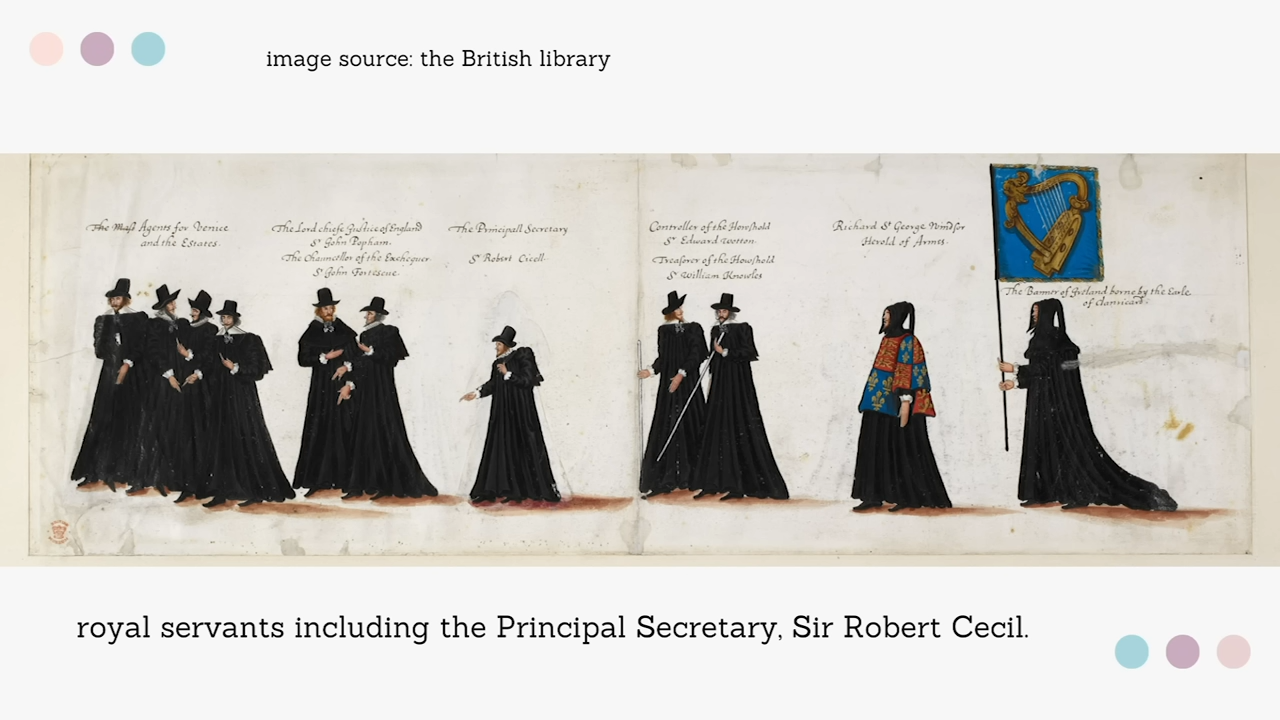 image source: the British library
The Mast Agents for Venice
and the Estates.
The Lord chiefe Justice of England
Sr John Popham.
The Chauncellor of the Exchequer
Sr John Fortescue.
The Principall Secretary
Sr Robert Cicell.
Controller of the Howshold
Sr Edward Wotton.
Treasorer of the Howshold
Sr William Knowles
Richard St George Windsor
Herold of Armes.
The Banner of Ireland borne by the Earle
of Clanricard.
royal servants including the Principal Secretary, Sir Robert Cecil.